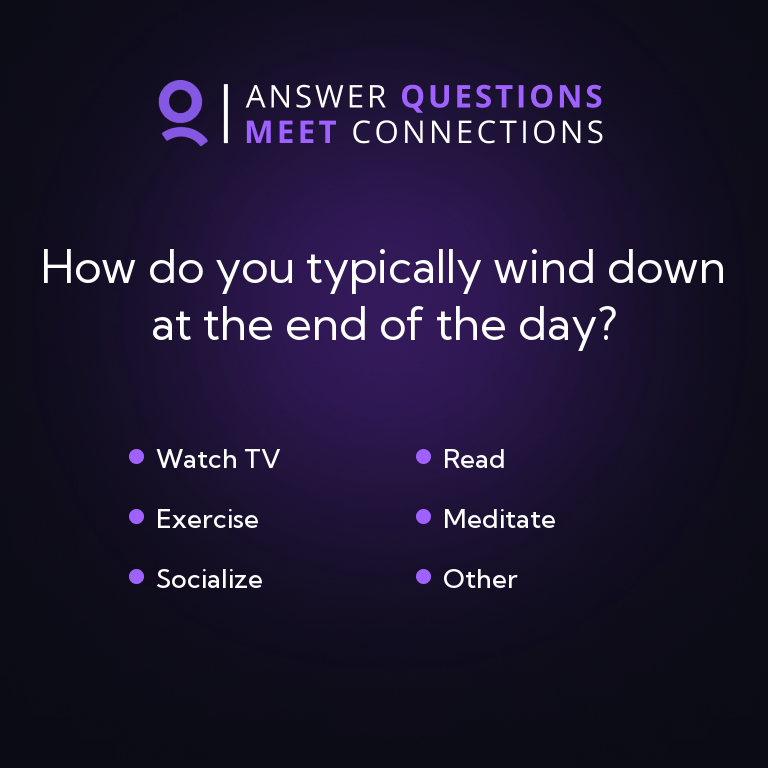 ANSWER QUESTIONS
MEET CONNECTIONS
How do you typically wind down
at the end of the day?
Watch TV
Read
Exercise
Meditate
Socialize
Other